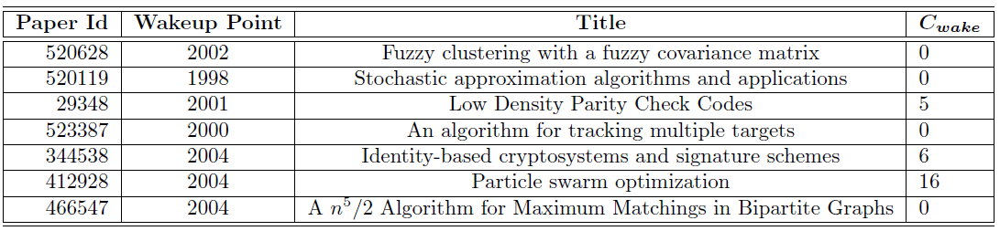 Paper Id Wakeup Point Title C_wake
520628 2002 Fuzzy clustering with a fuzzy covariance matrix 0
520119 1998 Stochastic approximation algorithms and applications 0
29348 2001 Low Density Parity Check Codes 5
523387 2000 An algorithm for tracking multiple targets 0
344538 2004 Identity-based cryptosystems and signature schemes 6
412928 2004 Particle swarm optimization 16
466547 2004 A n^5/2 Algorithm for Maximum Matchings in Bipartite Graphs 0